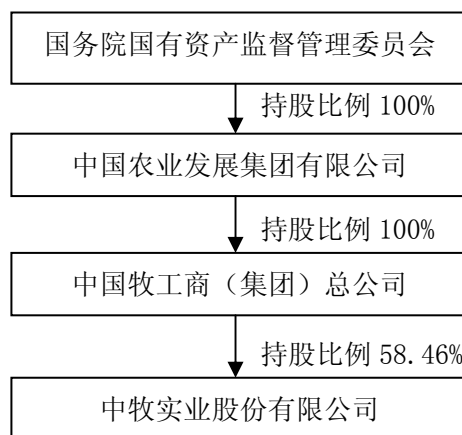 国务院国有资产监督管理委员会
持股比例 100%
中国农业发展集团有限公司
持股比例 100%
中国牧工商（集团）总公司
持股比例 58.46%
中牧实业股份有限公司